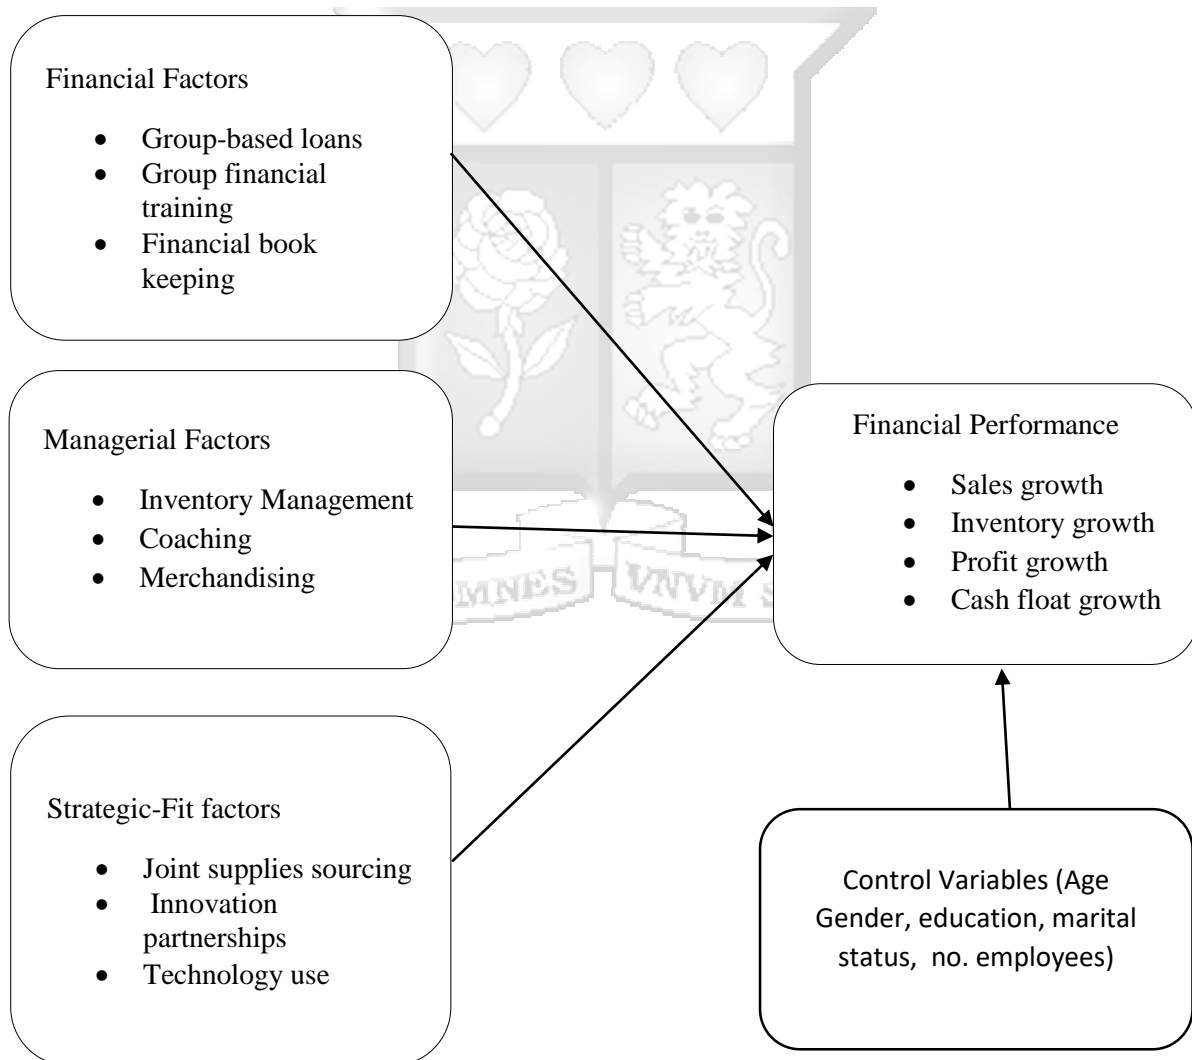 Financial Factors
• Group-based loans
• Group financial
training
• Financial book
keeping
Managerial Factors
• Inventory Management
• Coaching
• Merchandising
Strategic-Fit factors
• Joint supplies sourcing
• Innovation
partnerships
• Technology use
Financial Performance
• Sales growth
• Inventory growth
• Profit growth
• Cash float growth
Control Variables (Age
Gender, education, marital
status, no. employees)
MNES VNVM S